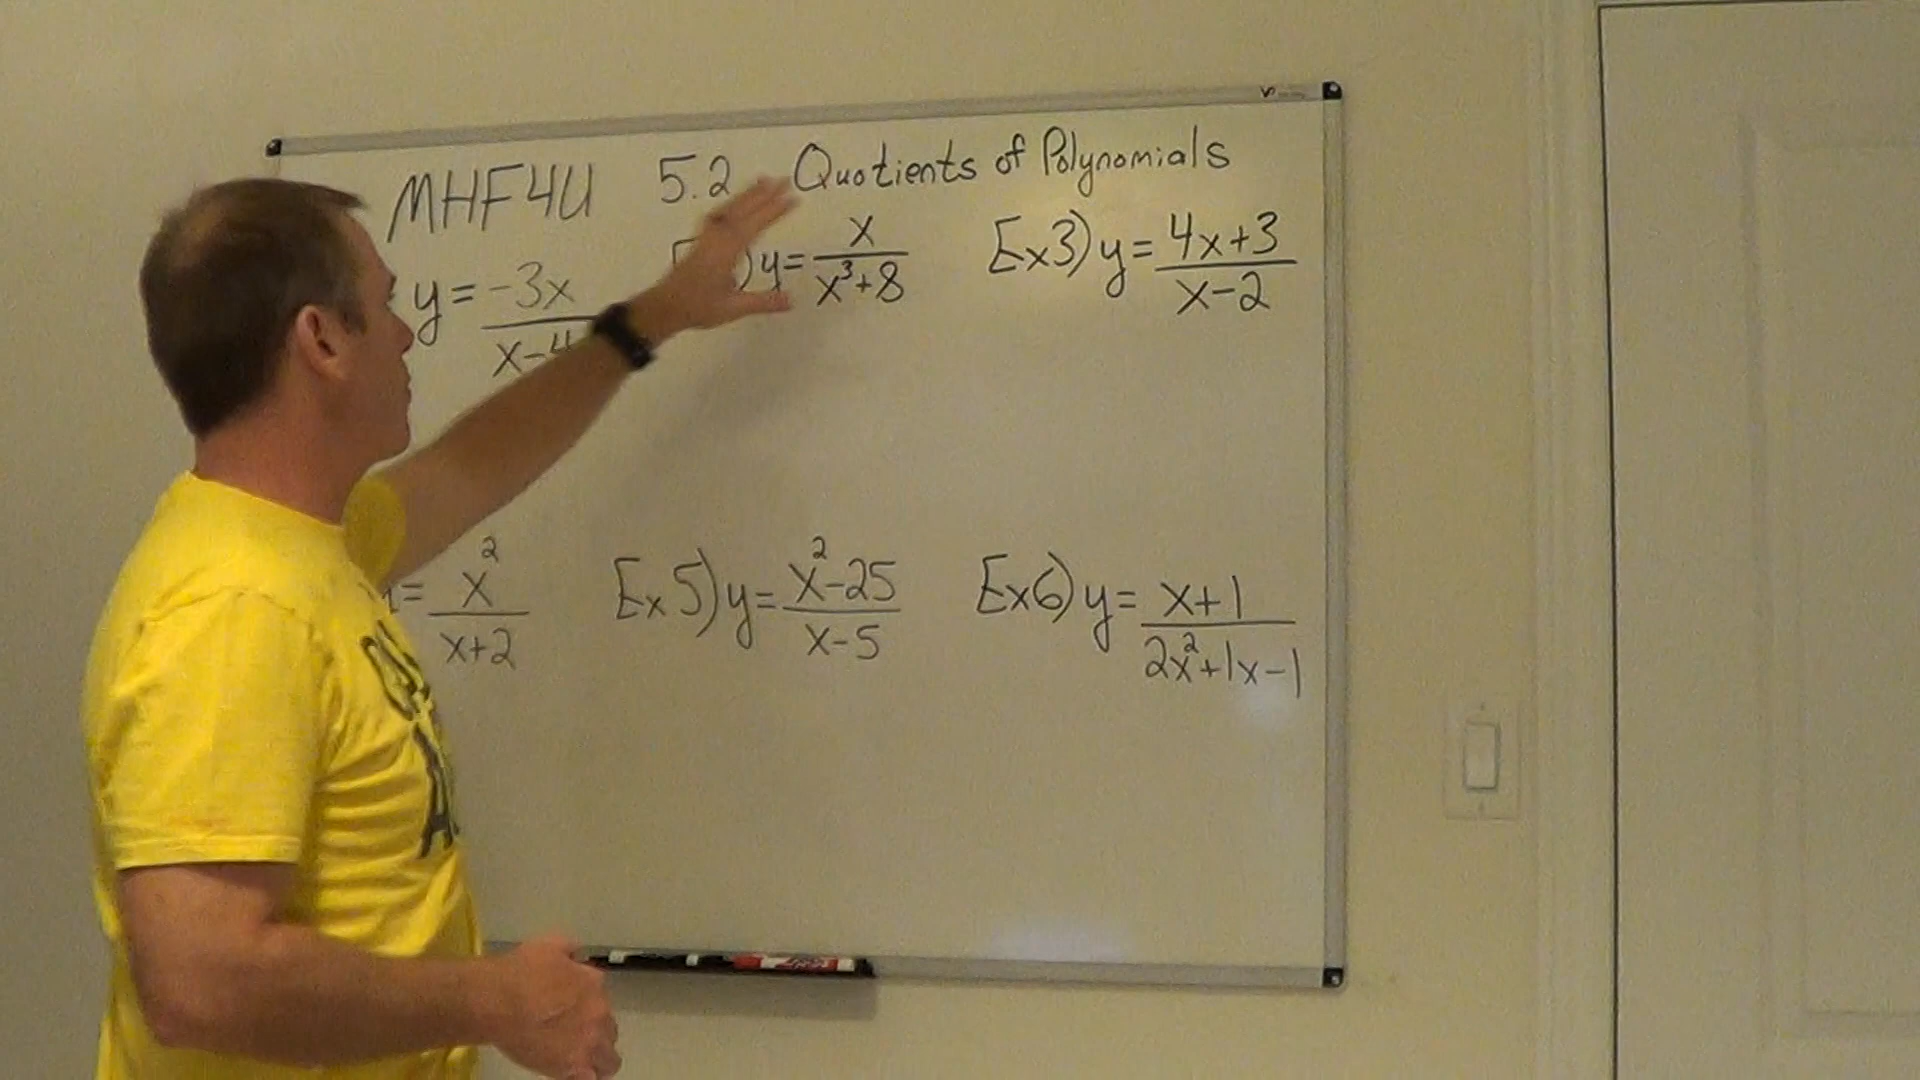 MHF4U 5.2 Quotients of Polynomials
y = -3x / x-4
y = x / x³+8
Ex3) y = 4x+3 / x-2
= x² / x+2
Ex5) y = x²-25 / x-5
Ex6) y = x+1 / 2x²+1x-1